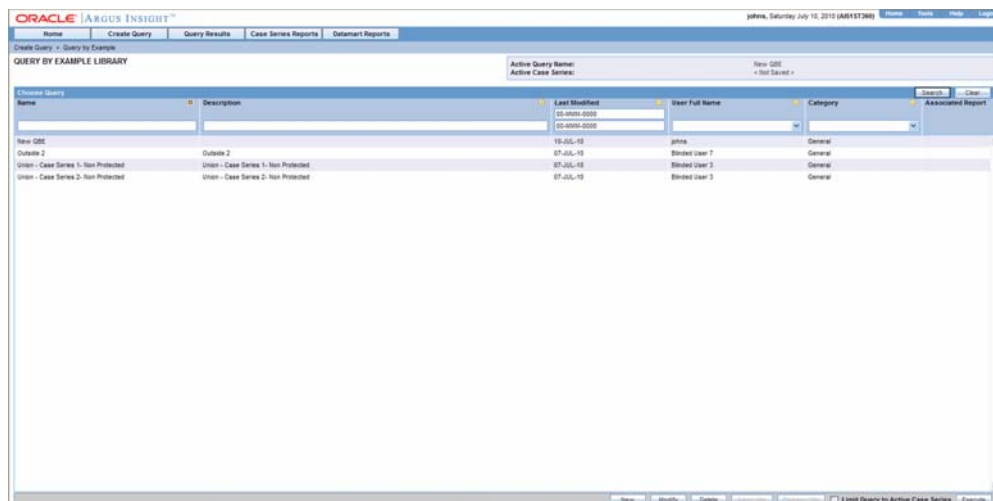 ORACLE | ARGUS INSIGHT™
johns, Saturday July 10, 2010 (AI61ST360) Home Tools Help
Home Create Query Query Results Case Series Reports Datamart Reports
Create Query Query by Example
QUERY BY EXAMPLE LIBRARY
Active Query Name: New QBE
Active Case Series: < Not Saved >
Choose Query Search Clear
Name Description Last Modified User Full Name Category Associated Report
00-MMM-0000
00-MMM-0000
New QBE 10-JUL-10 johns General
Outside 2 Outside 2 07-JUL-10 Blinded User 7 General
Union - Case Series 1- Non Protected Union - Case Series 1- Non Protected 07-JUL-10 Blinded User 3 General
Union - Case Series 2- Non Protected Union - Case Series 2- Non Protected 07-JUL-10 Blinded User 3 General
New Modify Delete Limit Query to Active Case Series Execute